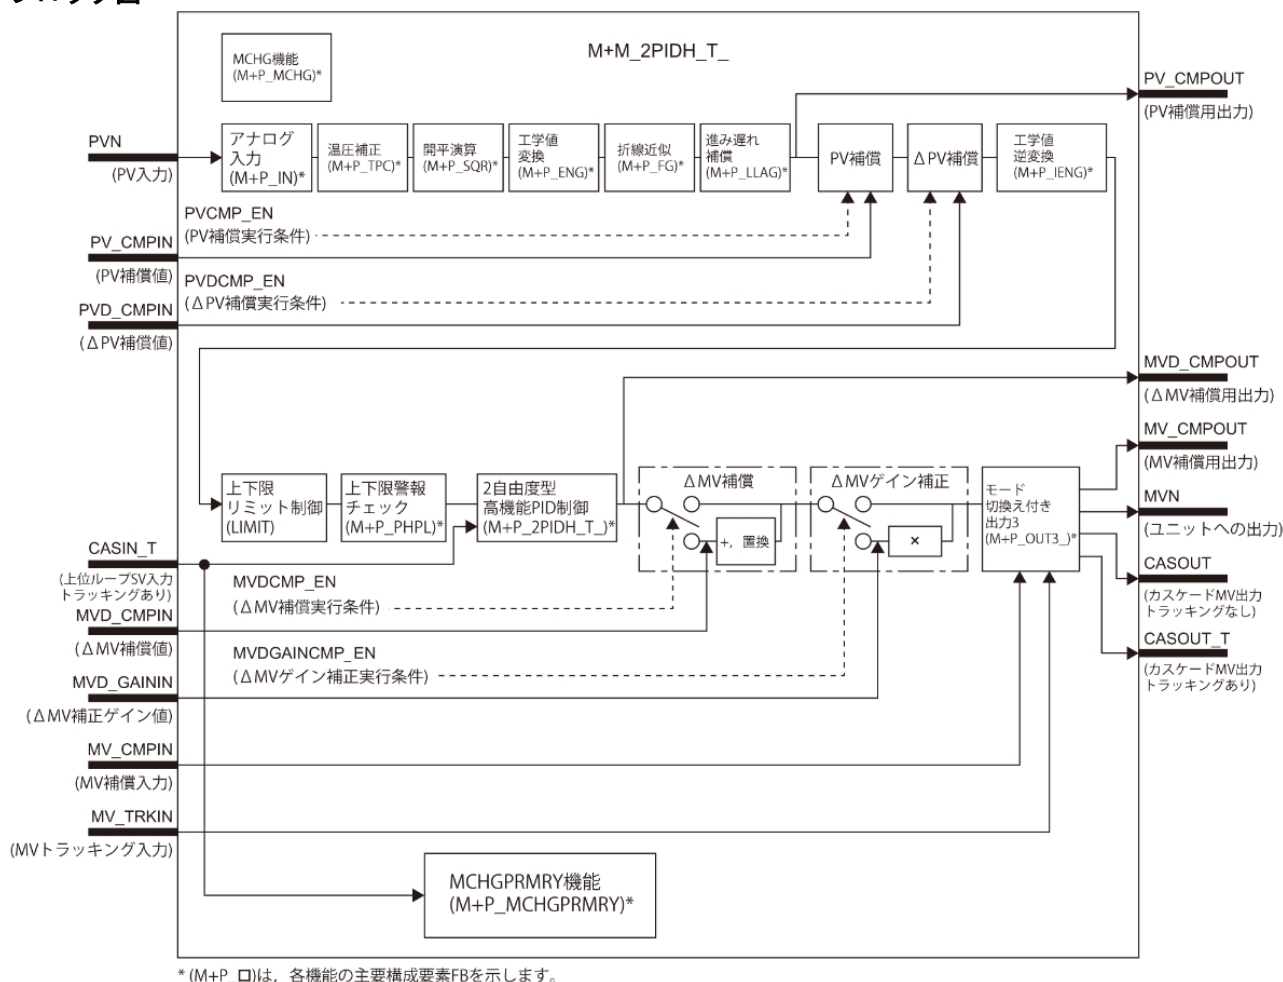 M+M_2PIDH_T_
MCHG機能
(M+P_MCHG)*
PV_CMPOUT
(PV補償用出力)
PVN
(PV入力)
アナログ
入力
(M+P_IN)*
温圧補正
(M+P_TPC)*
開平演算
(M+P_SQR)*
工学値
変換
(M+P_ENG)*
折線近似
(M+P_FG)*
進み遅れ
補償
(M+P_LLAG)*
PV補償
ΔPV補償
工学値
逆変換
(M+P_IENG)*
PVCMP_EN
(PV補償実行条件)
PV_CMPIN
(PV補償値)
PVDCMP_EN
(ΔPV補償実行条件)
PVD_CMPIN
(ΔPV補償値)
MVD_CMPOUT
(ΔMV補償用出力)
MV_CMPOUT
(MV補償用出力)
MVN
(ユニットへの出力)
CASOUT
(カスケードMV出力
トラッキングなし)
CASOUT_T
(カスケードMV出力
トラッキングあり)
上下限
リミット制御
(LIMIT)
上下限警報
チェック
(M+P_PHPL)*
2自由度型
高機能PID制御
(M+P_2PIDH_T_)*
ΔMV補償
+, 置換
ΔMVゲイン補正
×
モード
切換え付き
出力3
(M+P_OUT3_)*
CASIN_T
(上位ループSV入力
トラッキングあり)
MVDCMP_EN
(ΔMV補償実行条件)
MVD_CMPIN
(ΔMV補償値)
MVDGAINCMP_EN
(ΔMVゲイン補正実行条件)
MVD_GAININ
(ΔMV補正ゲイン値)
MV_CMPIN
(MV補償入力)
MV_TRKIN
(MVトラッキング入力)
MCHGPRMRY機能
(M+P_MCHGPRMRY)*
* (M+P_□)は，各機能の主要構成要素FBを示します。